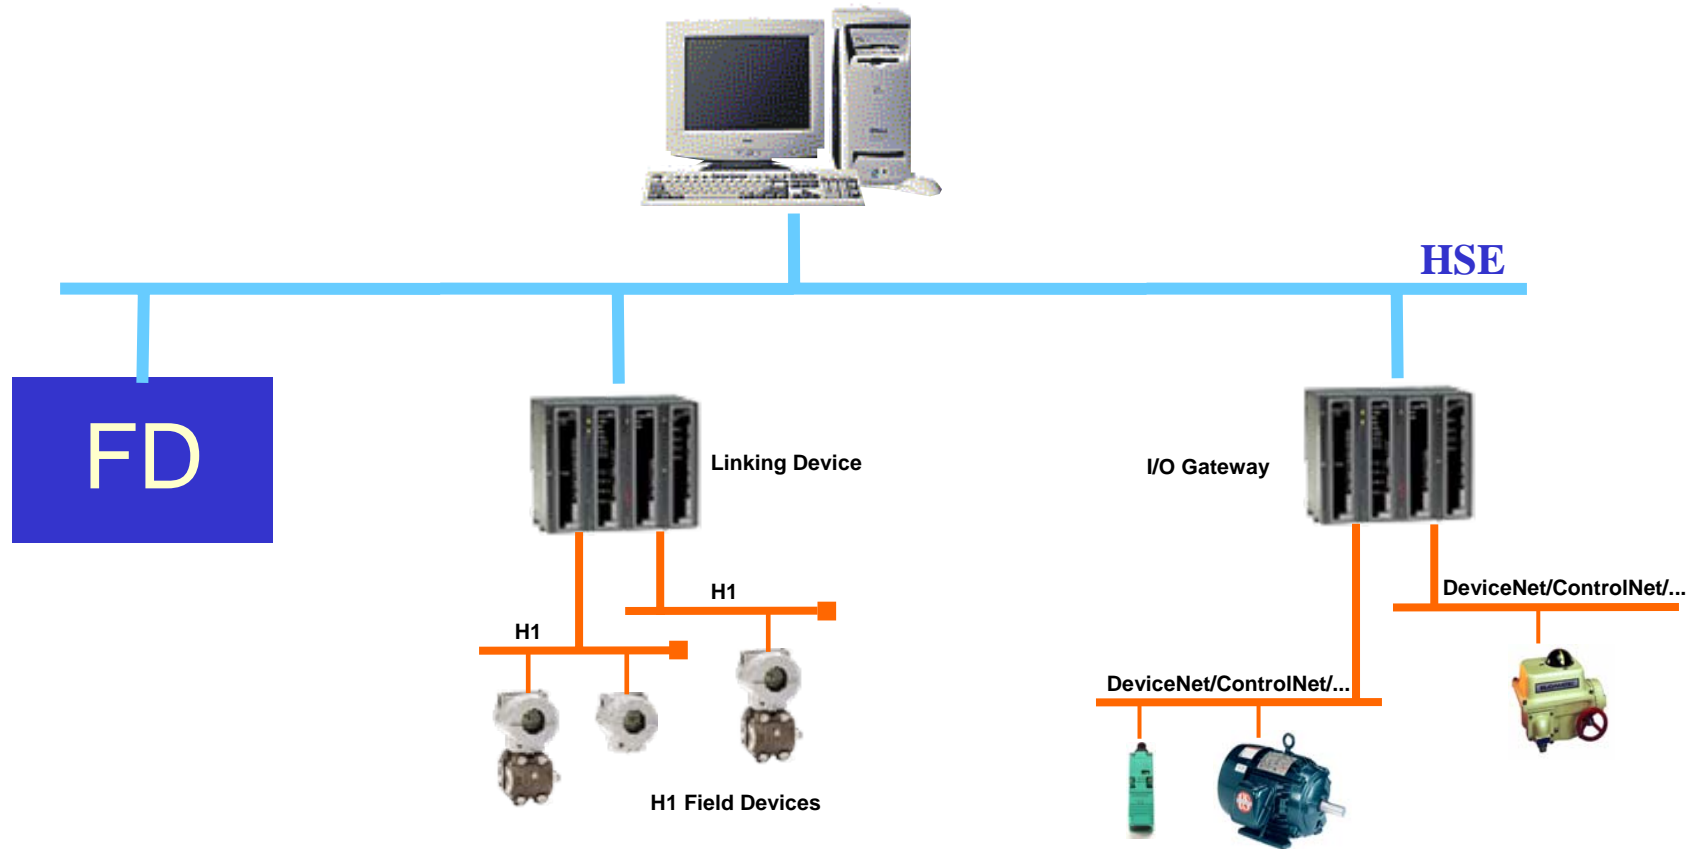 HSE
FD
Linking Device
I/O Gateway
H1
DeviceNet/ControlNet/...
H1
DeviceNet/ControlNet/...
H1 Field Devices